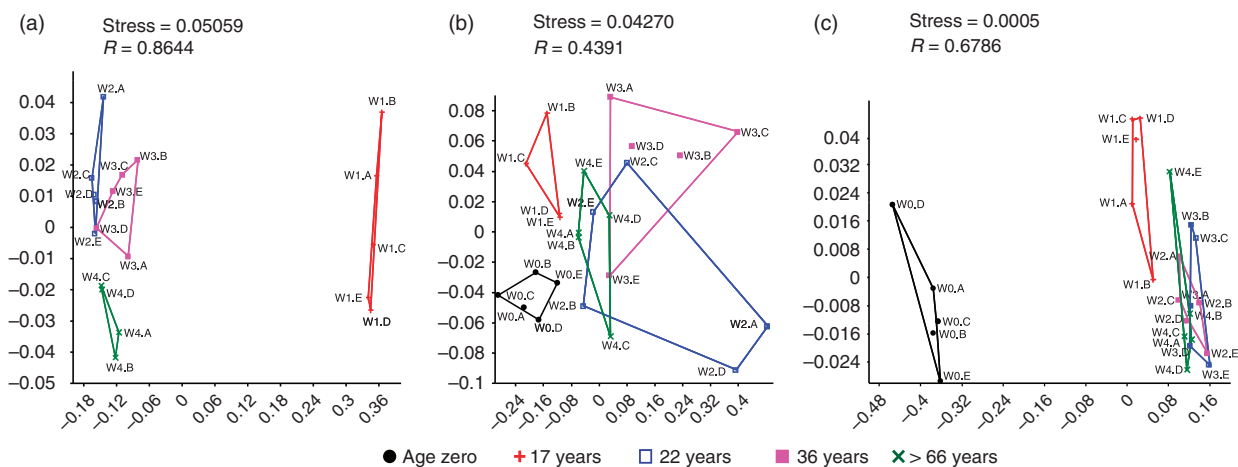 (a)
Stress = 0.05059
R = 0.8644
0.04
0.03
0.02
0.01
0
−0.01
−0.02
−0.03
−0.04
−0.05
−0.18
−0.12
−0.06
0
0.06
0.12
0.18
0.24
0.3
0.36
W2.A
W2.C
W2.D
W2.B
W2.E
W3.B
W3.C
W3.E
W3.D
W3.A
W4.C
W4.D
W4.A
W4.B
W1.B
W1.A
W1.C
W1.E
W1.D
(b)
Stress = 0.04270
R = 0.4391
0.08
0.06
0.04
0.02
0
−0.02
−0.04
−0.06
−0.08
−0.1
−0.24
−0.16
−0.08
0
0.08
0.16
0.24
0.32
0.4
W3.A
W1.B
W3.C
W3.D
W3.B
W1.C
W4.E
W2.C
W2.E
W1.D
W1.E
W4.D
W4.A
W4.B
W0.B
W0.E
W3.E
W0.C
W0.A
W0.D
W2.B
W2.A
W4.C
W2.D
(c)
Stress = 0.0005
R = 0.6786
0.04
0.032
0.024
0.016
0.008
0
−0.008
−0.016
−0.024
−0.48
−0.4
−0.32
−0.24
−0.16
−0.08
0
0.08
0.16
W1.C
W1.D
W1.E
W4.E
W0.D
W1.A
W3.B
W3.C
W2.A
W1.B
W0.A
W3.A
W2.C
W2.B
W0.C
W2.D
W4.B
W0.B
W4.C
W4.A
W3.D
W2.E
W4.D
W3.E
W0.E
Age zero
17 years
22 years
36 years
> 66 years